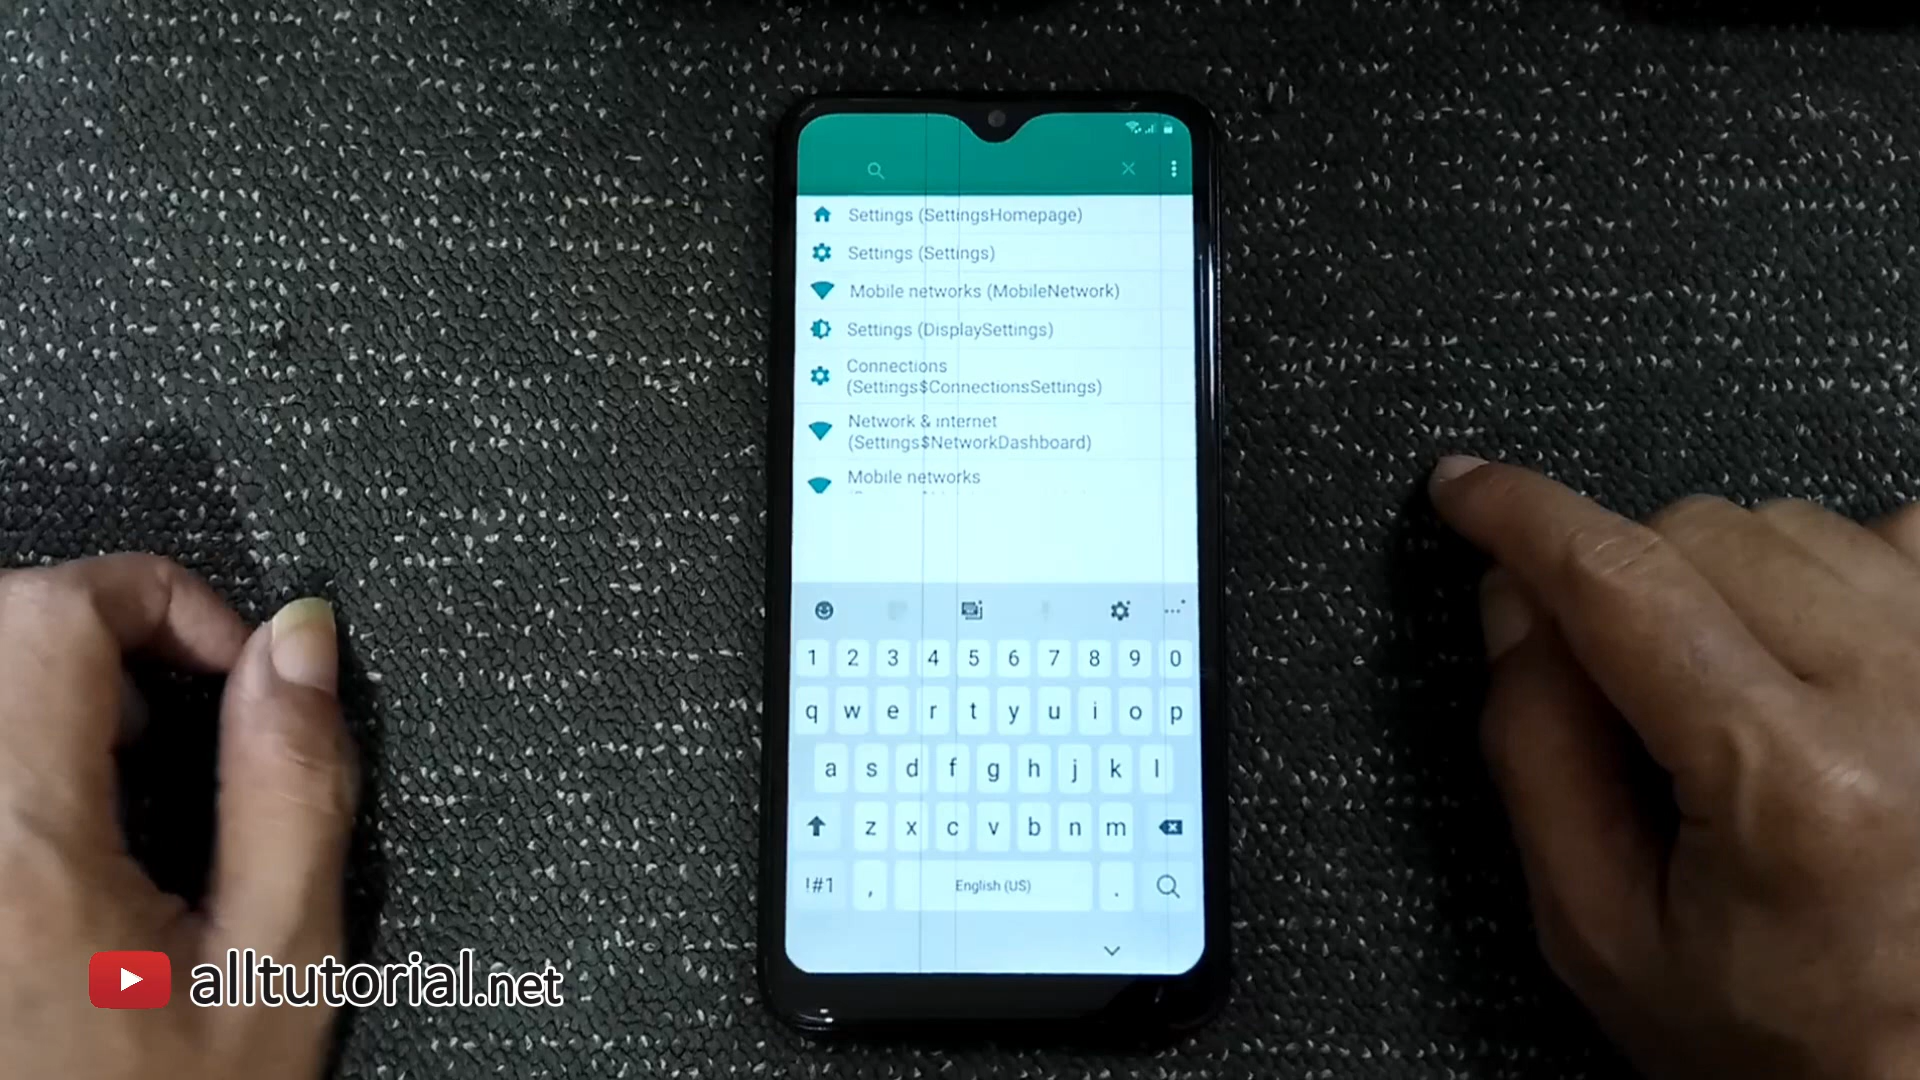 Settings (SettingsHomepage)
Settings (Settings)
Mobile networks (MobileNetwork)
Settings (DisplaySettings)
Connections
(Settings$ConnectionsSettings)
Network & internet
(Settings$NetworkDashboard)
Mobile networks
1 2 3 4 5 6 7 8 9 0
q w e r t y u i o p
a s d f g h j k l
z x c v b n m
!#1 , English (US) .
alltutorial.net